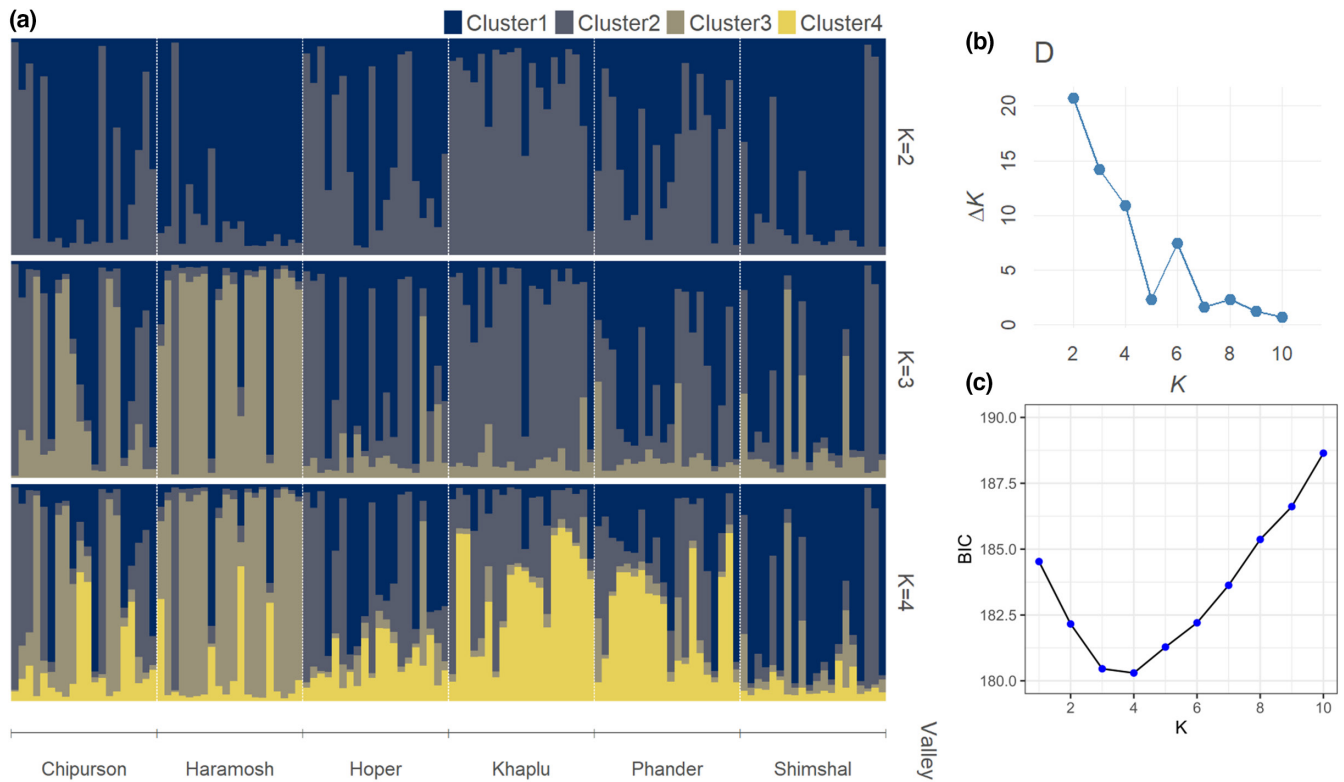 (a)
Cluster1 Cluster2 Cluster3 Cluster4
K=2
K=3
K=4
Chipurson Haramosh Hoper Khaplu Phander Shimshal
Valley
(b)
D
ΔK
20
15
10
5
0
2 4 6 8 10
K
(c)
BIC
190.0
187.5
185.0
182.5
180.0
2 4 6 8 10
K